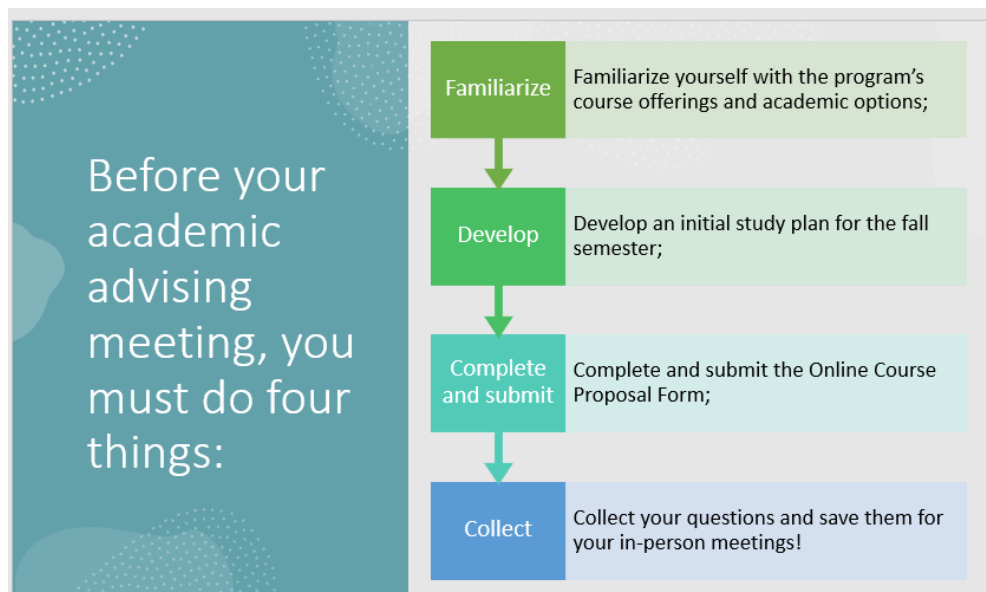 Before your
academic
advising
meeting, you
must do four
things:
Familiarize
Familiarize yourself with the program’s
course offerings and academic options;
Develop
Develop an initial study plan for the fall
semester;
Complete
and submit
Complete and submit the Online Course
Proposal Form;
Collect
Collect your questions and save them for
your in-person meetings!